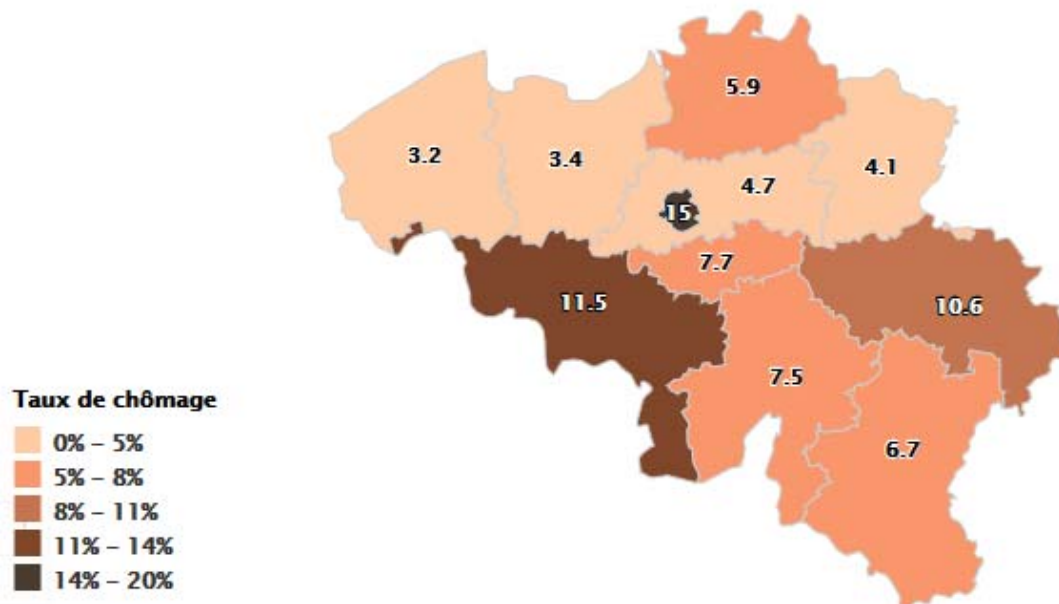 5.9
3.2
3.4
4.1
4.7
15
7.7
11.5
10.6
7.5
6.7
Taux de chômage
0% – 5%
5% – 8%
8% – 11%
11% – 14%
14% – 20%